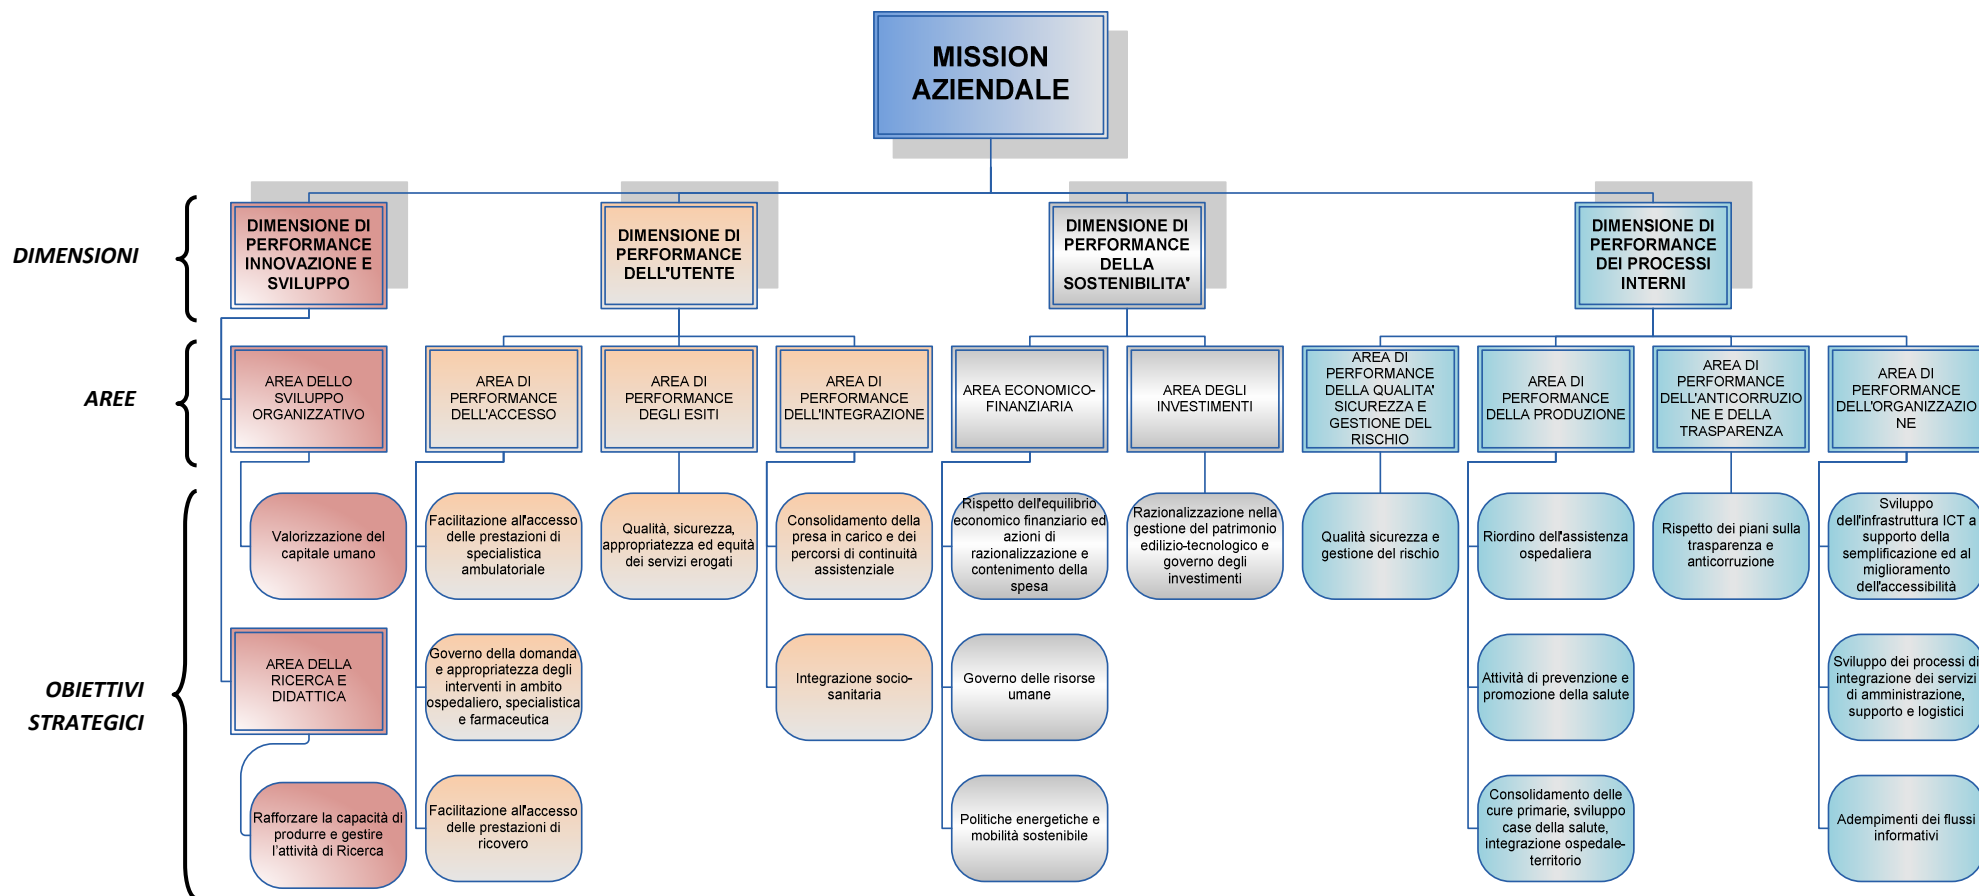 MISSION
AZIENDALE
DIMENSIONI
DIMENSIONE DI
PERFORMANCE
INNOVAZIONE E
SVILUPPO
DIMENSIONE DI
PERFORMANCE
DELL'UTENTE
DIMENSIONE DI
PERFORMANCE
DELLA
SOSTENIBILITA'
DIMENSIONE DI
PERFORMANCE
DEI PROCESSI
INTERNI
AREE
AREA DELLO
SVILUPPO
ORGANIZZATIVO
AREA DI
PERFORMANCE
DELL'ACCESSO
AREA DI
PERFORMANCE
DEGLI ESITI
AREA DI
PERFORMANCE
DELL'INTEGRAZIONE
AREA ECONOMICO-
FINANZIARIA
AREA DEGLI
INVESTIMENTI
AREA DI
PERFORMANCE
DELLA QUALITA'
SICUREZZA E
GESTIONE DEL
RISCHIO
AREA DI
PERFORMANCE
DELLA PRODUZIONE
AREA DI
PERFORMANCE
DELL'ANTICORRUZIO
NE E DELLA
TRASPARENZA
AREA DI
PERFORMANCE
DELL'ORGANIZZAZIO
NE
OBIETTIVI
STRATEGICI
Valorizzazione del
capitale umano
Facilitazione all'accesso
delle prestazioni di
specialistica
ambulatoriale
Qualità, sicurezza,
appropriatezza ed equità
dei servizi erogati
Consolidamento della
presa in carico e dei
percorsi di continuità
assistenziale
Rispetto dell'equilibrio
economico finanziario ed
azioni di
razionalizzazione e
contenimento della
spesa
Razionalizzazione nella
gestione del patrimonio
edilizio-tecnologico e
governo degli
investimenti
Qualità sicurezza e
gestione del rischio
Riordino dell'assistenza
ospedaliera
Rispetto dei piani sulla
trasparenza e
anticorruzione
Sviluppo
dell'infrastruttura ICT a
supporto della
semplificazione ed al
miglioramento
dell'accessibilità
AREA DELLA
RICERCA E
DIDATTICA
Governo della domanda
e appropriatezza degli
interventi in ambito
ospedaliero, specialistica
e farmaceutica
Integrazione socio-
sanitaria
Governo delle risorse
umane
Attività di prevenzione e
promozione della salute
Sviluppo dei processi di
integrazione dei servizi
di amministrazione,
supporto e logistici
Rafforzare la capacità di
produrre e gestire
l'attività di Ricerca
Facilitazione all'accesso
delle prestazioni di
ricovero
Politiche energetiche e
mobilità sostenibile
Consolidamento delle
cure primarie, sviluppo
case della salute,
integrazione ospedale-
territorio
Adempimenti dei flussi
informativi